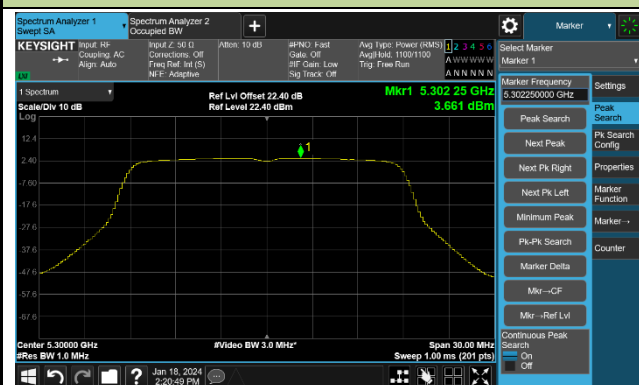 Spectrum Analyzer 1
Swept SA
Spectrum Analyzer 2
Occupied BW
Marker
KEYSIGHT
Input: RF
Coupling: AC
Align: Auto
Input Z: 50 Ω
Corrections: Off
Freq Ref: Int (S)
NFE: Adaptive
Atten: 10 dB
#PNO: Fast
Gate: Off
#IF Gain: Low
Sig Track: Off
Avg Type: Power (RMS)
Avg|Hold: 1100/1100
Trig: Free Run
1 2 3 4 5 6
A W W W W W
A N N N N N
LXI
1 Spectrum
Scale/Div 10 dB
Log
Ref Lvl Offset 22.40 dB
Ref Level 22.40 dBm
Mkr1 5.302 25 GHz
3.661 dBm
1
12.4
2.40
-7.60
-17.6
-27.6
-37.6
-47.6
-57.6
-67.6
Center 5.30000 GHz
#Res BW 1.0 MHz
#Video BW 3.0 MHz*
Span 30.00 MHz
Sweep 1.00 ms (201 pts)
Jan 18, 2024
2:20:49 PM
Select Marker
Marker 1
Marker Frequency
5.302250000 GHz
Peak Search
Next Peak
Next Pk Right
Next Pk Left
Minimum Peak
Pk-Pk Search
Marker Delta
Mkr→CF
Mkr→Ref Lvl
Continuous Peak
Search
On
Off
Settings
Peak
Search
Pk Search
Config
Properties
Marker
Function
Marker→
Counter